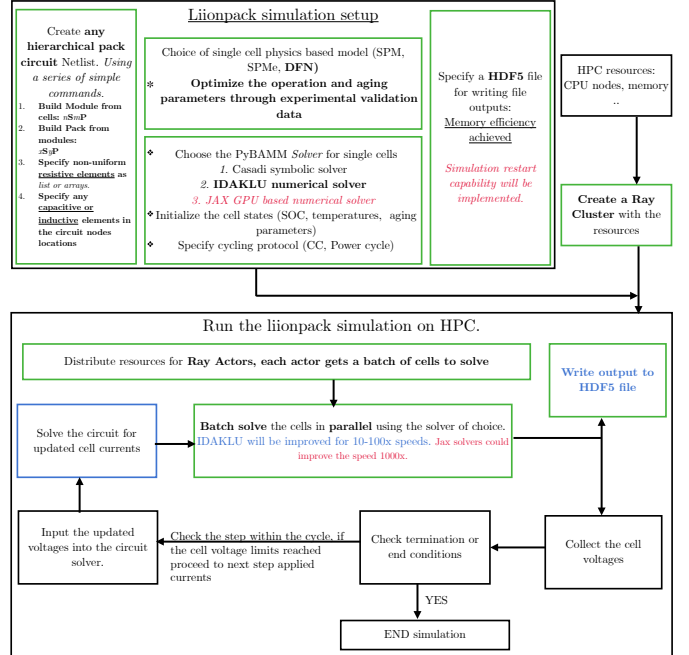 Liionpack simulation setup
Create any
hierarchical pack
circuit Netlist. Using
a series of simple
commands.
1. Build Module from
cells: nSmP
2. Build Pack from
modules:
xSyP
3. Specify non-uniform
resistive elements as
list or arrays.
4. Specify any
capacitive or
inductive elements in
the circuit nodes
locations
Choice of single cell physics based model (SPM,
SPMe, DFN)
❖ Optimize the operation and aging
parameters through experimental validation
data
❖ Choose the PyBAMM Solver for single cells
1. Casadi symbolic solver
2. IDAKLU numerical solver
3. JAX GPU based numerical solver
❖ Initialize the cell states (SOC, temperatures, aging
parameters)
❖ Specify cycling protocol (CC, Power cycle)
Specify a HDF5 file
for writing file
outputs:
Memory efficiency
achieved
Simulation restart
capability will be
implemented.
HPC resources:
CPU nodes, memory
..
Create a Ray
Cluster with the
resources
Run the liionpack simulation on HPC.
Distribute resources for Ray Actors, each actor gets a batch of cells to solve
Write output to
HDF5 file
Solve the circuit for
updated cell currents
Batch solve the cells in parallel using the solver of choice.
IDAKLU will be improved for 10-100x speeds. Jax solvers could
improve the speed 1000x.
Input the updated
voltages into the circuit
solver.
Check the step within the cycle, if
the cell voltage limits reached
proceed to next step applied
currents
Check termination or
end conditions
Collect the cell
voltages
YES
END simulation